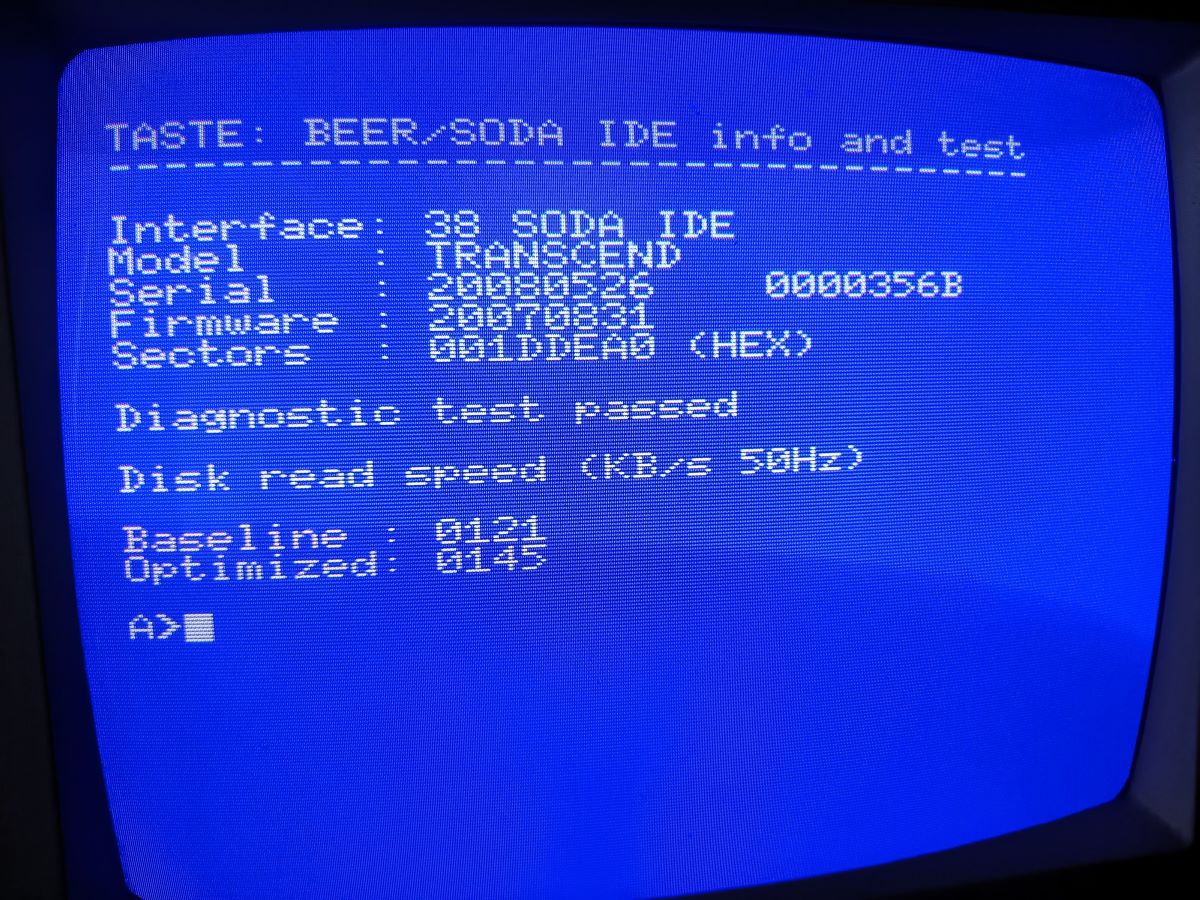 TASTE: BEER/SODA IDE info and test
----------------------------------
Interface: 38 SODA IDE
Model    : TRANSCEND
Serial   : 20080526    0000356B
Firmware : 20070831
Sectors  : 001DDEA0 (HEX)
Diagnostic test passed
Disk read speed (KB/s 50Hz)
Baseline : 0121
Optimized: 0145
A>